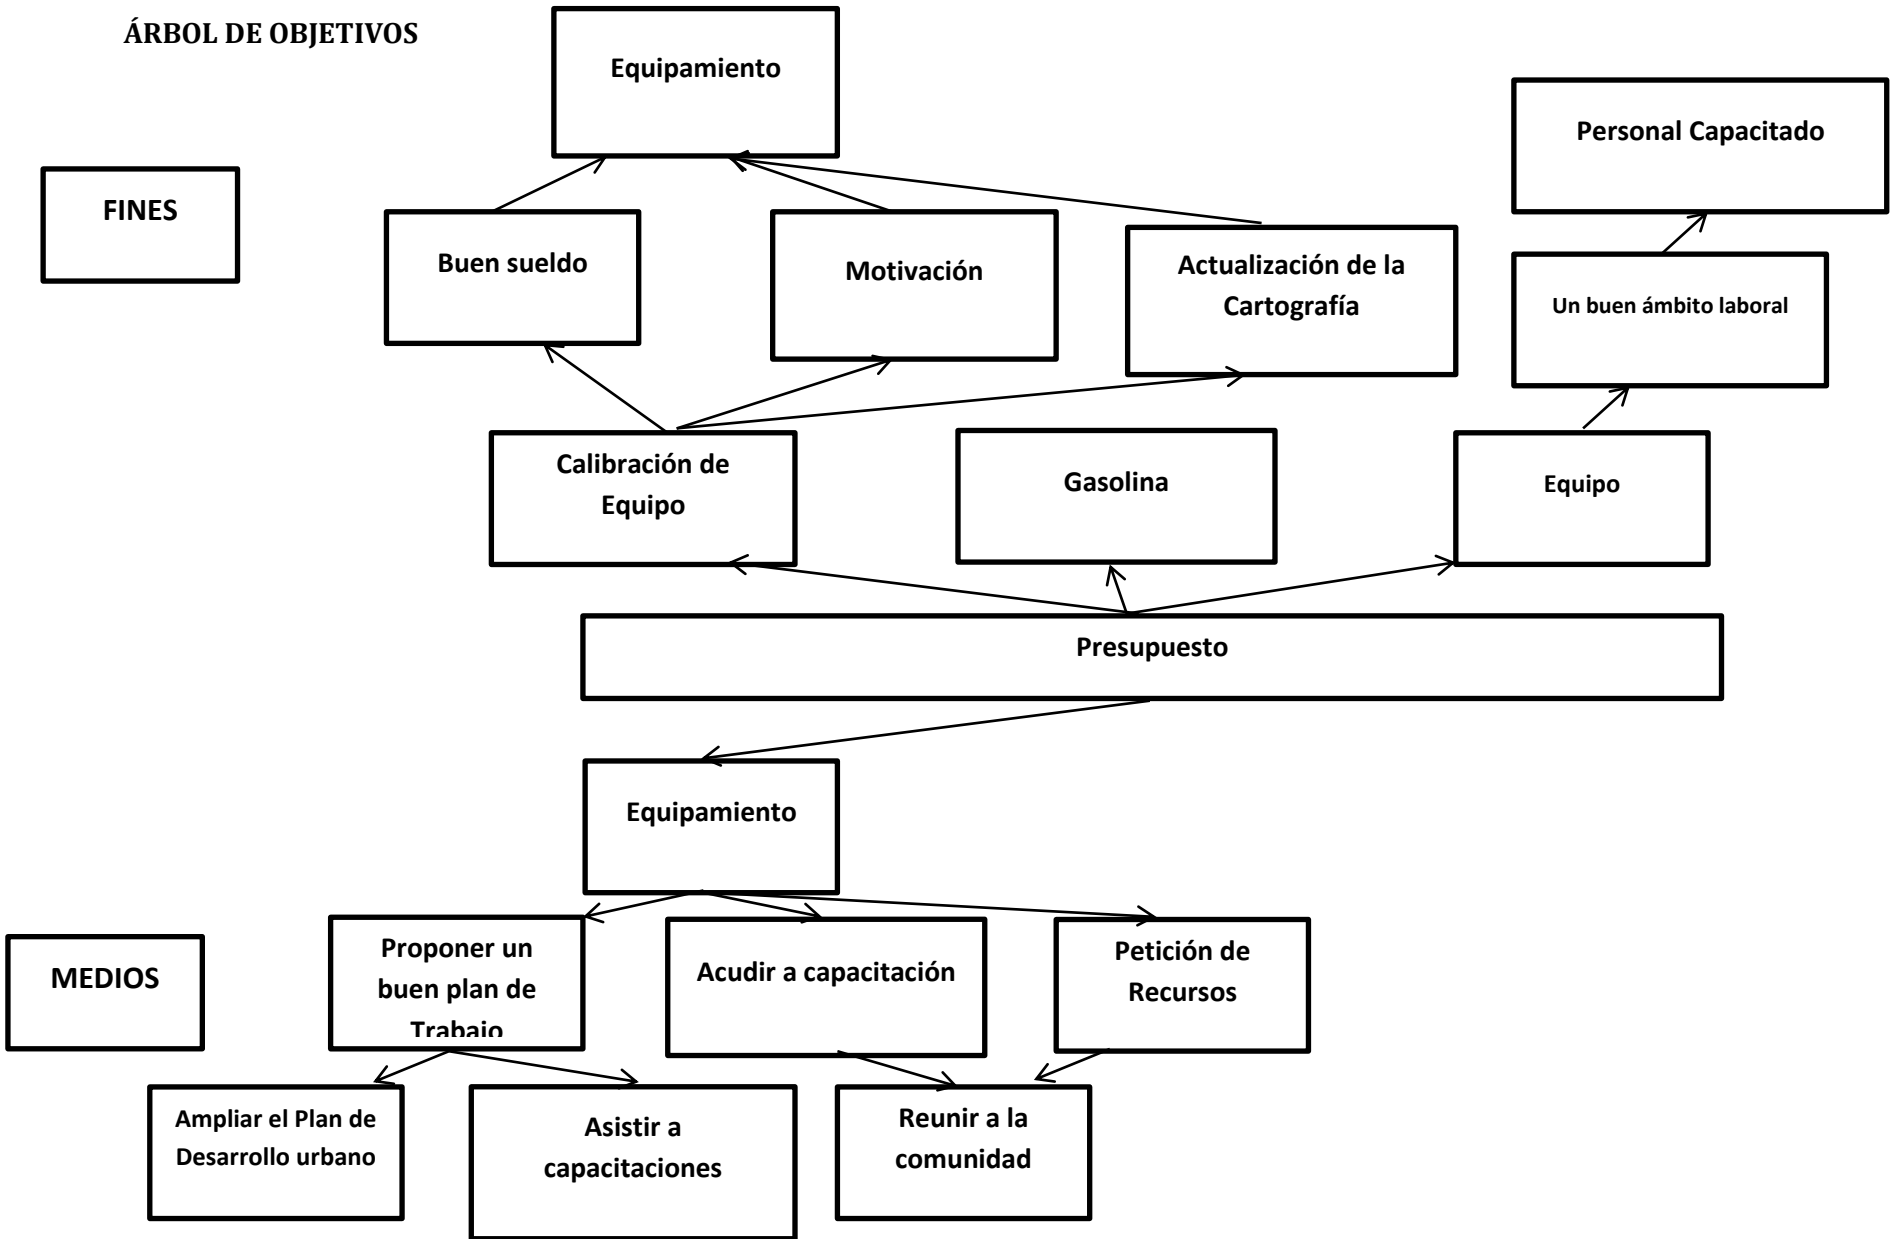 ÁRBOL DE OBJETIVOS
Equipamiento
Personal Capacitado
FINES
Buen sueldo
Motivación
Actualización de la
Cartografía
Un buen ámbito laboral
Calibración de
Equipo
Gasolina
Equipo
Presupuesto
Equipamiento
MEDIOS
Proponer un
buen plan de
Trabajo
Acudir a capacitación
Petición de
Recursos
Ampliar el Plan de
Desarrollo urbano
Asistir a
capacitaciones
Reunir a la
comunidad